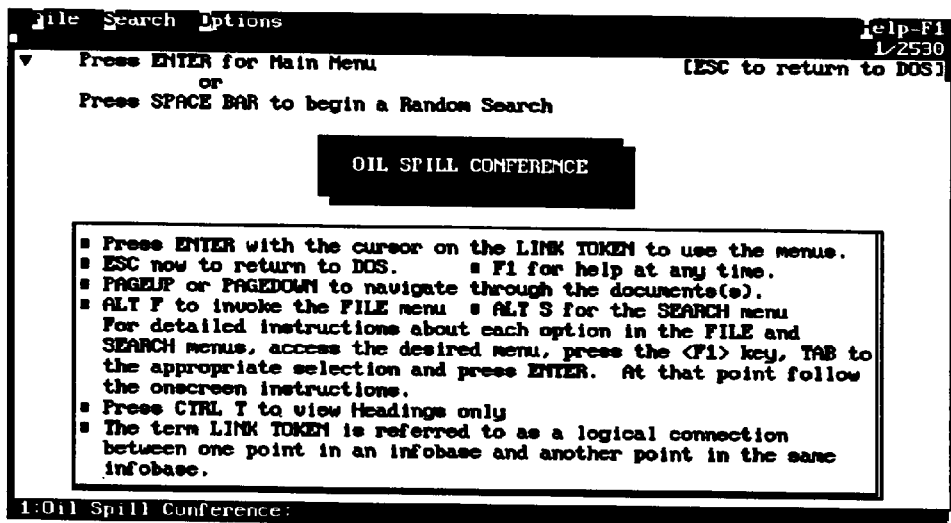 File Search Options Help-F1
1/2530
▼ Press ENTER for Main Menu [ESC to return to DOS]
or
Press SPACE BAR to begin a Random Search
OIL SPILL CONFERENCE
▪ Press ENTER with the cursor on the LINK TOKEN to use the menus.
▪ ESC now to return to DOS. ▪ F1 for help at any time.
▪ PAGEUP or PAGEDOWN to navigate through the documents(s).
▪ ALT F to invoke the FILE menu ▪ ALT S for the SEARCH menu
For detailed instructions about each option in the FILE and
SEARCH menus, access the desired menu, press the <F1> key, TAB to
the appropriate selection and press ENTER. At that point follow
the onscreen instructions.
▪ Press CTRL T to view Headings only
▪ The term LINK TOKEN is referred to as a logical connection
between one point in an infobase and another point in the same
infobase.
1:Oil Spill Conference: